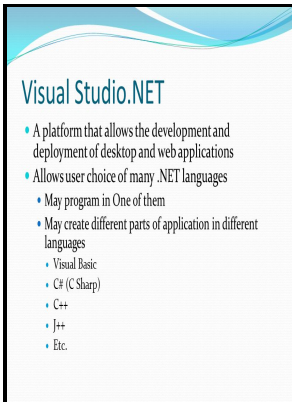 Visual Studio.NET
• A platform that allows the development and
deployment of desktop and web applications
• Allows user choice of many .NET languages
• May program in One of them
• May create different parts of application in different
languages
• Visual Basic
• C# (C Sharp)
• C++
• J++
• Etc.